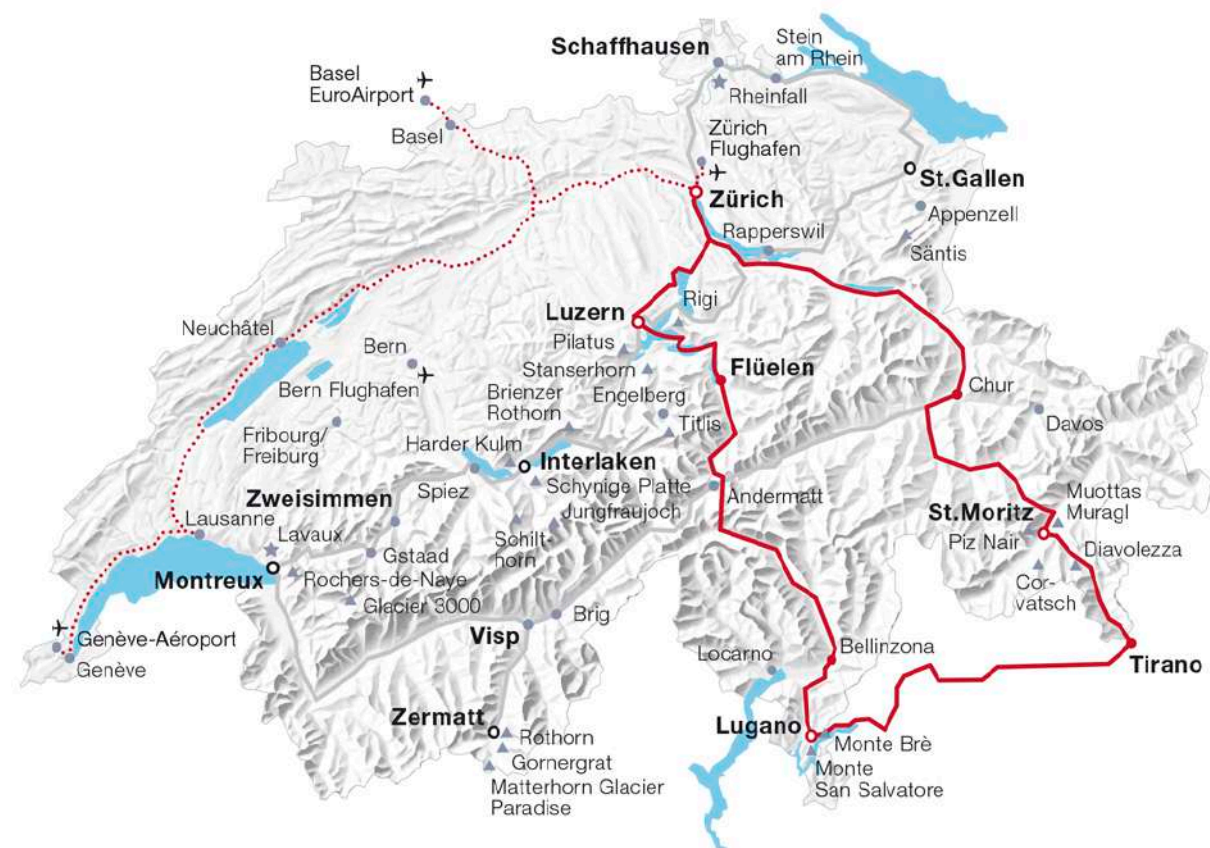 Schaffhausen
Stein
am Rhein
Basel
EuroAirport
Rheinfall
Basel
Zürich
Flughafen
St.Gallen
Zürich
Appenzell
Rapperswil
Säntis
Rigi
Luzern
Neuchâtel
Pilatus
Bern
Stanserhorn
Flüelen
Bern Flughafen
Brienzer
Rothorn
Engelberg
Chur
Davos
Titlis
Fribourg/
Freiburg
Harder Kulm
Interlaken
Spiez
Schynige Platte
Andermatt
Zweisimmen
Jungfraujoch
Muottas
Muragl
Lausanne
Lavaux
Schilt-
horn
St.Moritz
Piz Nair
Gstaad
Diavolezza
Montreux
Rochers-de-Naye
Cor-
vatsch
Glacier 3000
Brig
Visp
Genève-Aéroport
Genève
Locarno
Bellinzona
Tirano
Zermatt
Lugano
Rothorn
Monte Brè
Gornergrat
Monte
San Salvatore
Matterhorn Glacier
Paradise